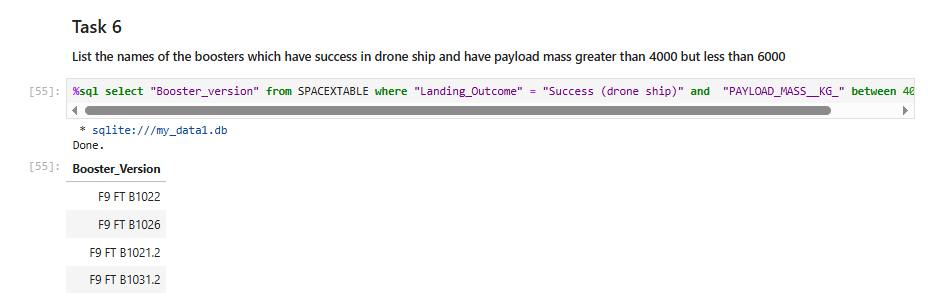 Task 6
List the names of the boosters which have success in drone ship and have payload mass greater than 4000 but less than 6000
[55]: %sql select "Booster_version" from SPACEXTABLE where "Landing_Outcome" = "Success (drone ship)" and  "PAYLOAD_MASS__KG_" between 40
* sqlite:///my_data1.db
Done.
[55]: Booster_Version
F9 FT B1022
F9 FT B1026
F9 FT B1021.2
F9 FT B1031.2